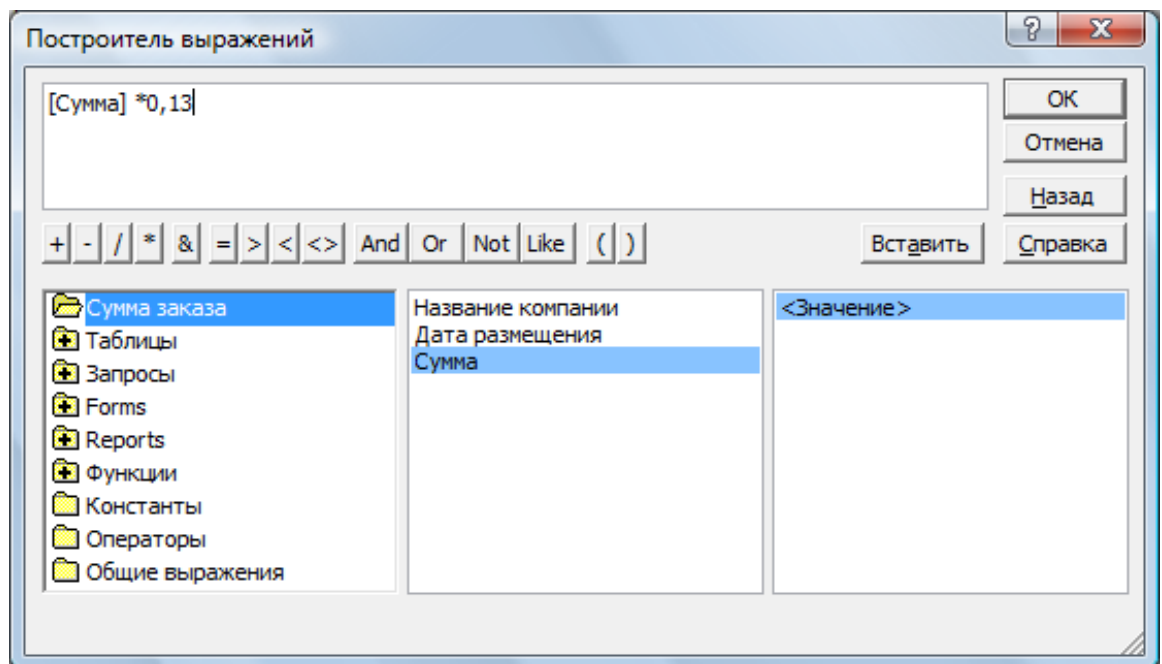 Построитель выражений
?
X
[Сумма] *0,13
ОК
Отмена
Назад
+ - / * & = > < <> And Or Not Like ( )
Вставить
Справка
Сумма заказа
Таблицы
Запросы
Forms
Reports
Функции
Константы
Операторы
Общие выражения
Название компании
Дата размещения
Сумма
<Значение>